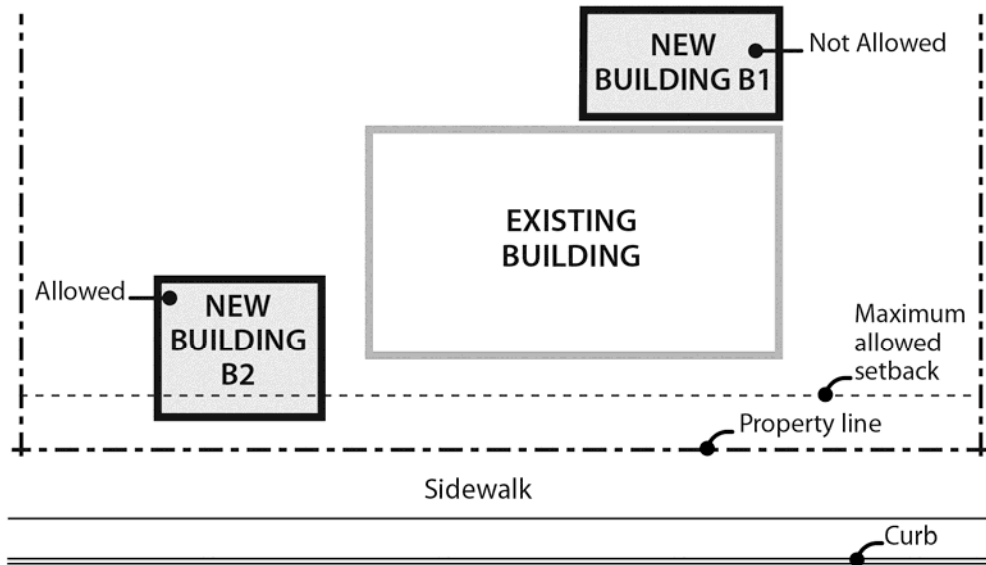 NEW
BUILDING B1
Not Allowed
EXISTING
BUILDING
Allowed
NEW
BUILDING
B2
Maximum
allowed
setback
Property line
Sidewalk
Curb